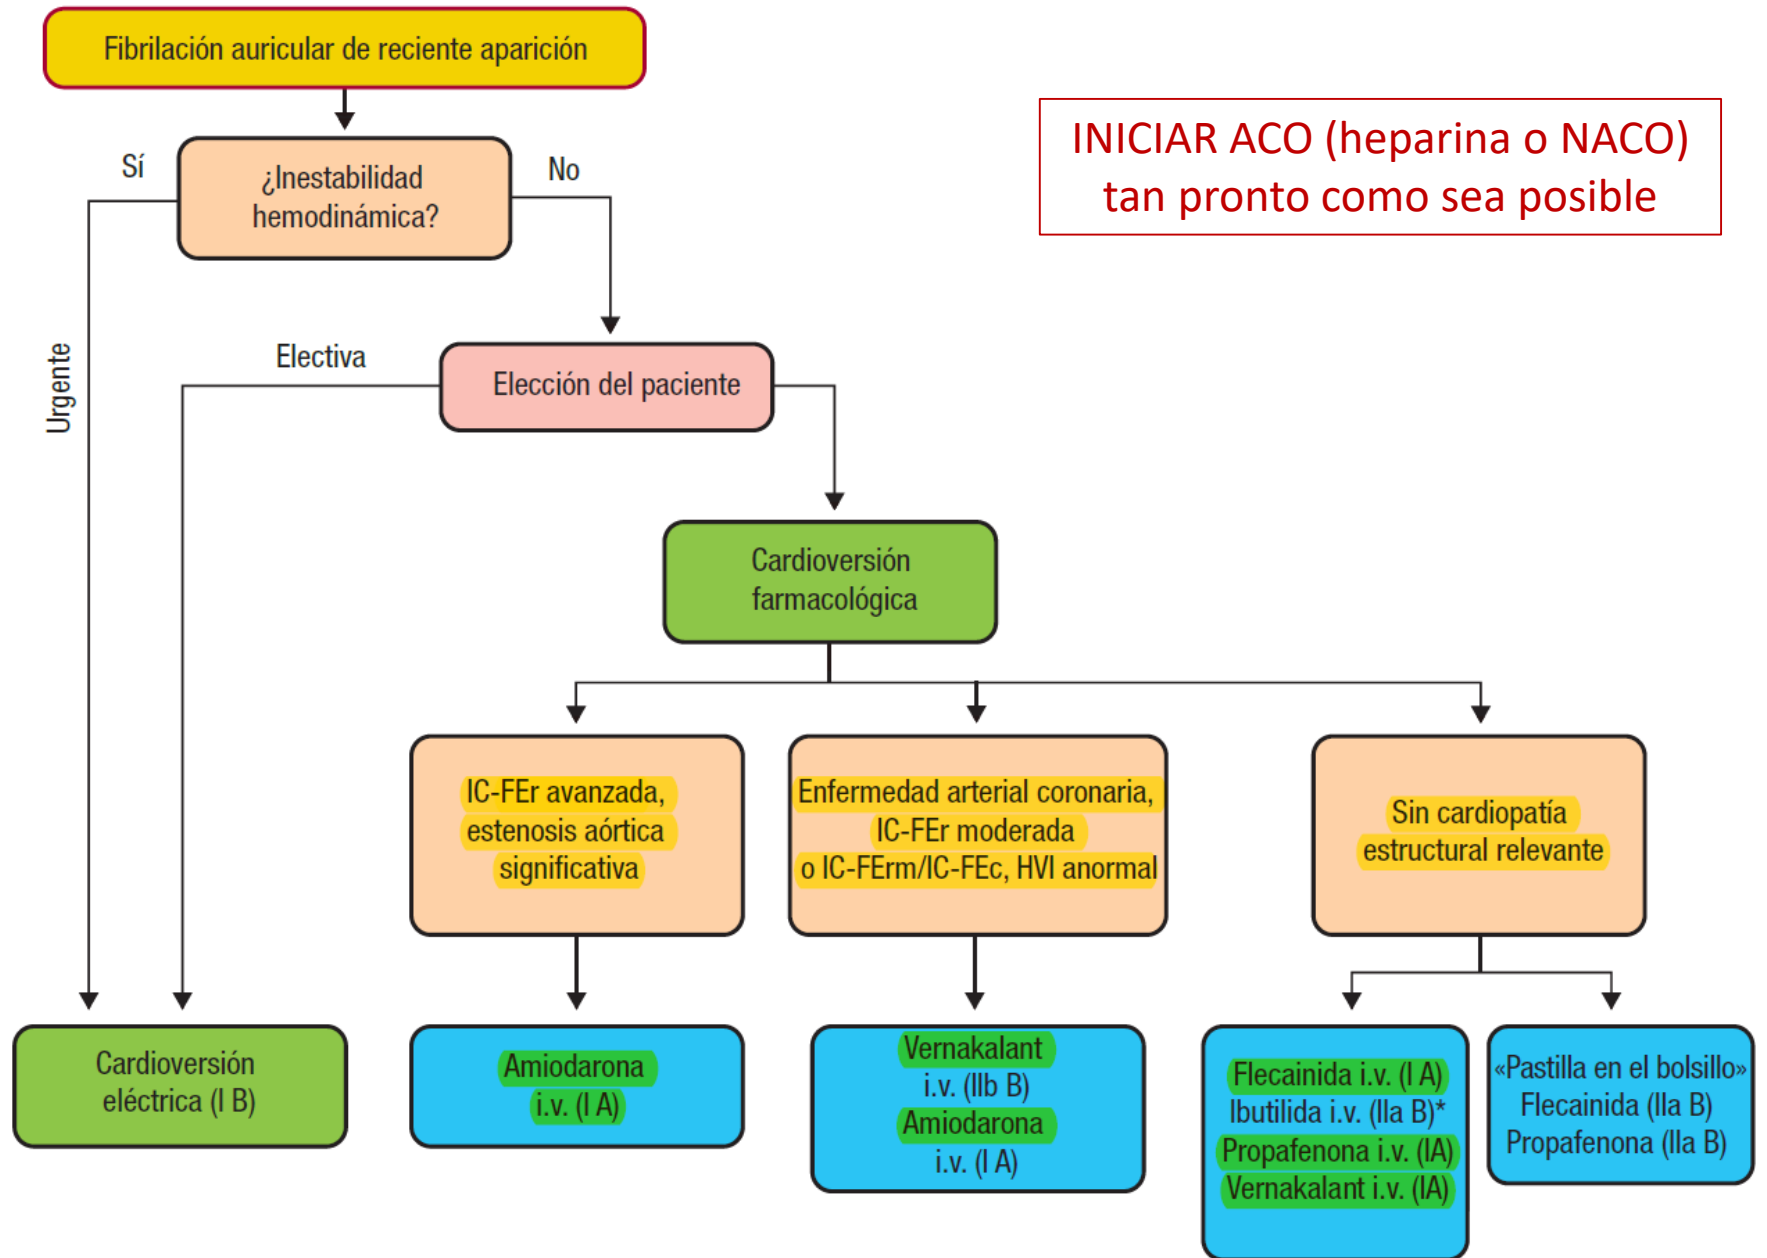 Fibrilación auricular de reciente aparición
INICIAR ACO (heparina o NACO)
tan pronto como sea posible
Sí
¿Inestabilidad
hemodinámica?
No
Urgente
Electiva
Elección del paciente
Cardioversión
farmacológica
IC-FEr avanzada,
estenosis aórtica
significativa
Enfermedad arterial coronaria,
IC-FEr moderada
o IC-FErm/IC-FEc, HVI anormal
Sin cardiopatía
estructural relevante
Cardioversión
eléctrica (I B)
Amiodarona
i.v. (I A)
Vernakalant
i.v. (IIb B)
Amiodarona
i.v. (I A)
Flecainida i.v. (I A)
Ibutilida i.v. (IIa B)*
Propafenona i.v. (IA)
Vernakalant i.v. (IA)
«Pastilla en el bolsillo»
Flecainida (IIa B)
Propafenona (IIa B)